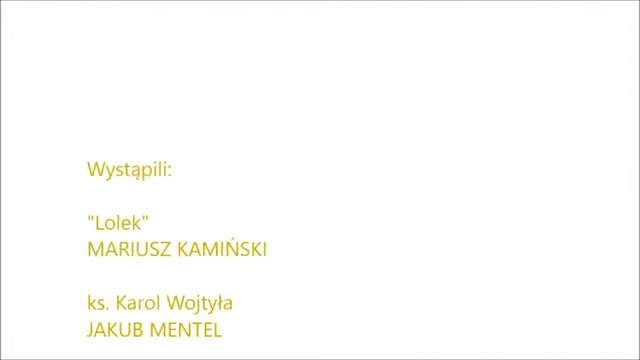 Wystąpili:
"Lolek"
MARIUSZ KAMIŃSKI
ks. Karol Wojtyła
JAKUB MENTEL